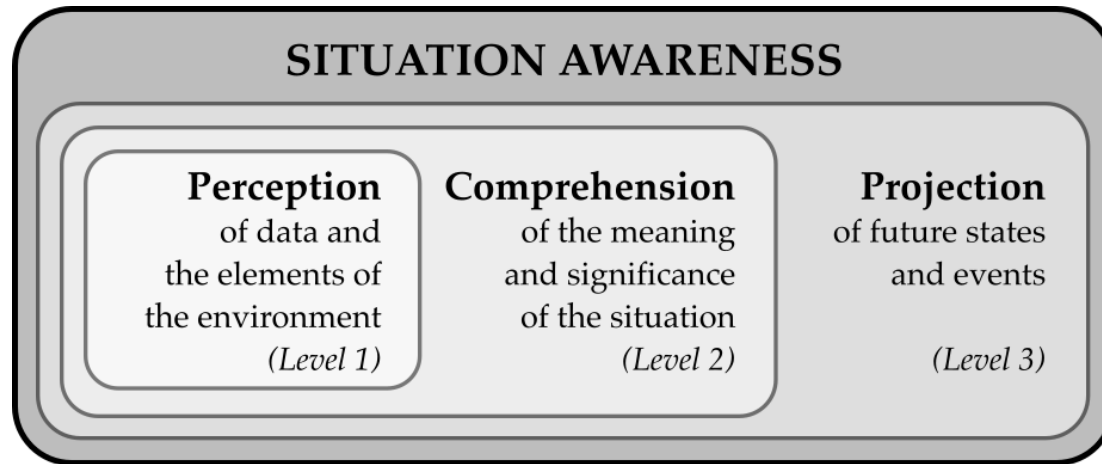 SITUATION AWARENESS
Perception
of data and
the elements of
the environment
(Level 1)
Comprehension
of the meaning
and significance
of the situation
(Level 2)
Projection
of future states
and events
(Level 3)